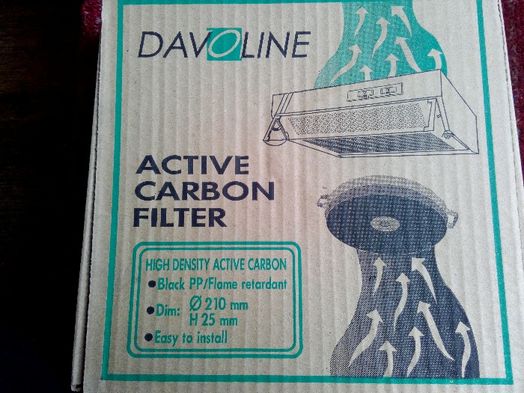 DAVOLINE
ACTIVE
CARBON
FILTER
HIGH DENSITY ACTIVE CARBON
•Black PP/Flame retardant
•Dim: Ø 210 mm
H 25 mm
•Easy to install